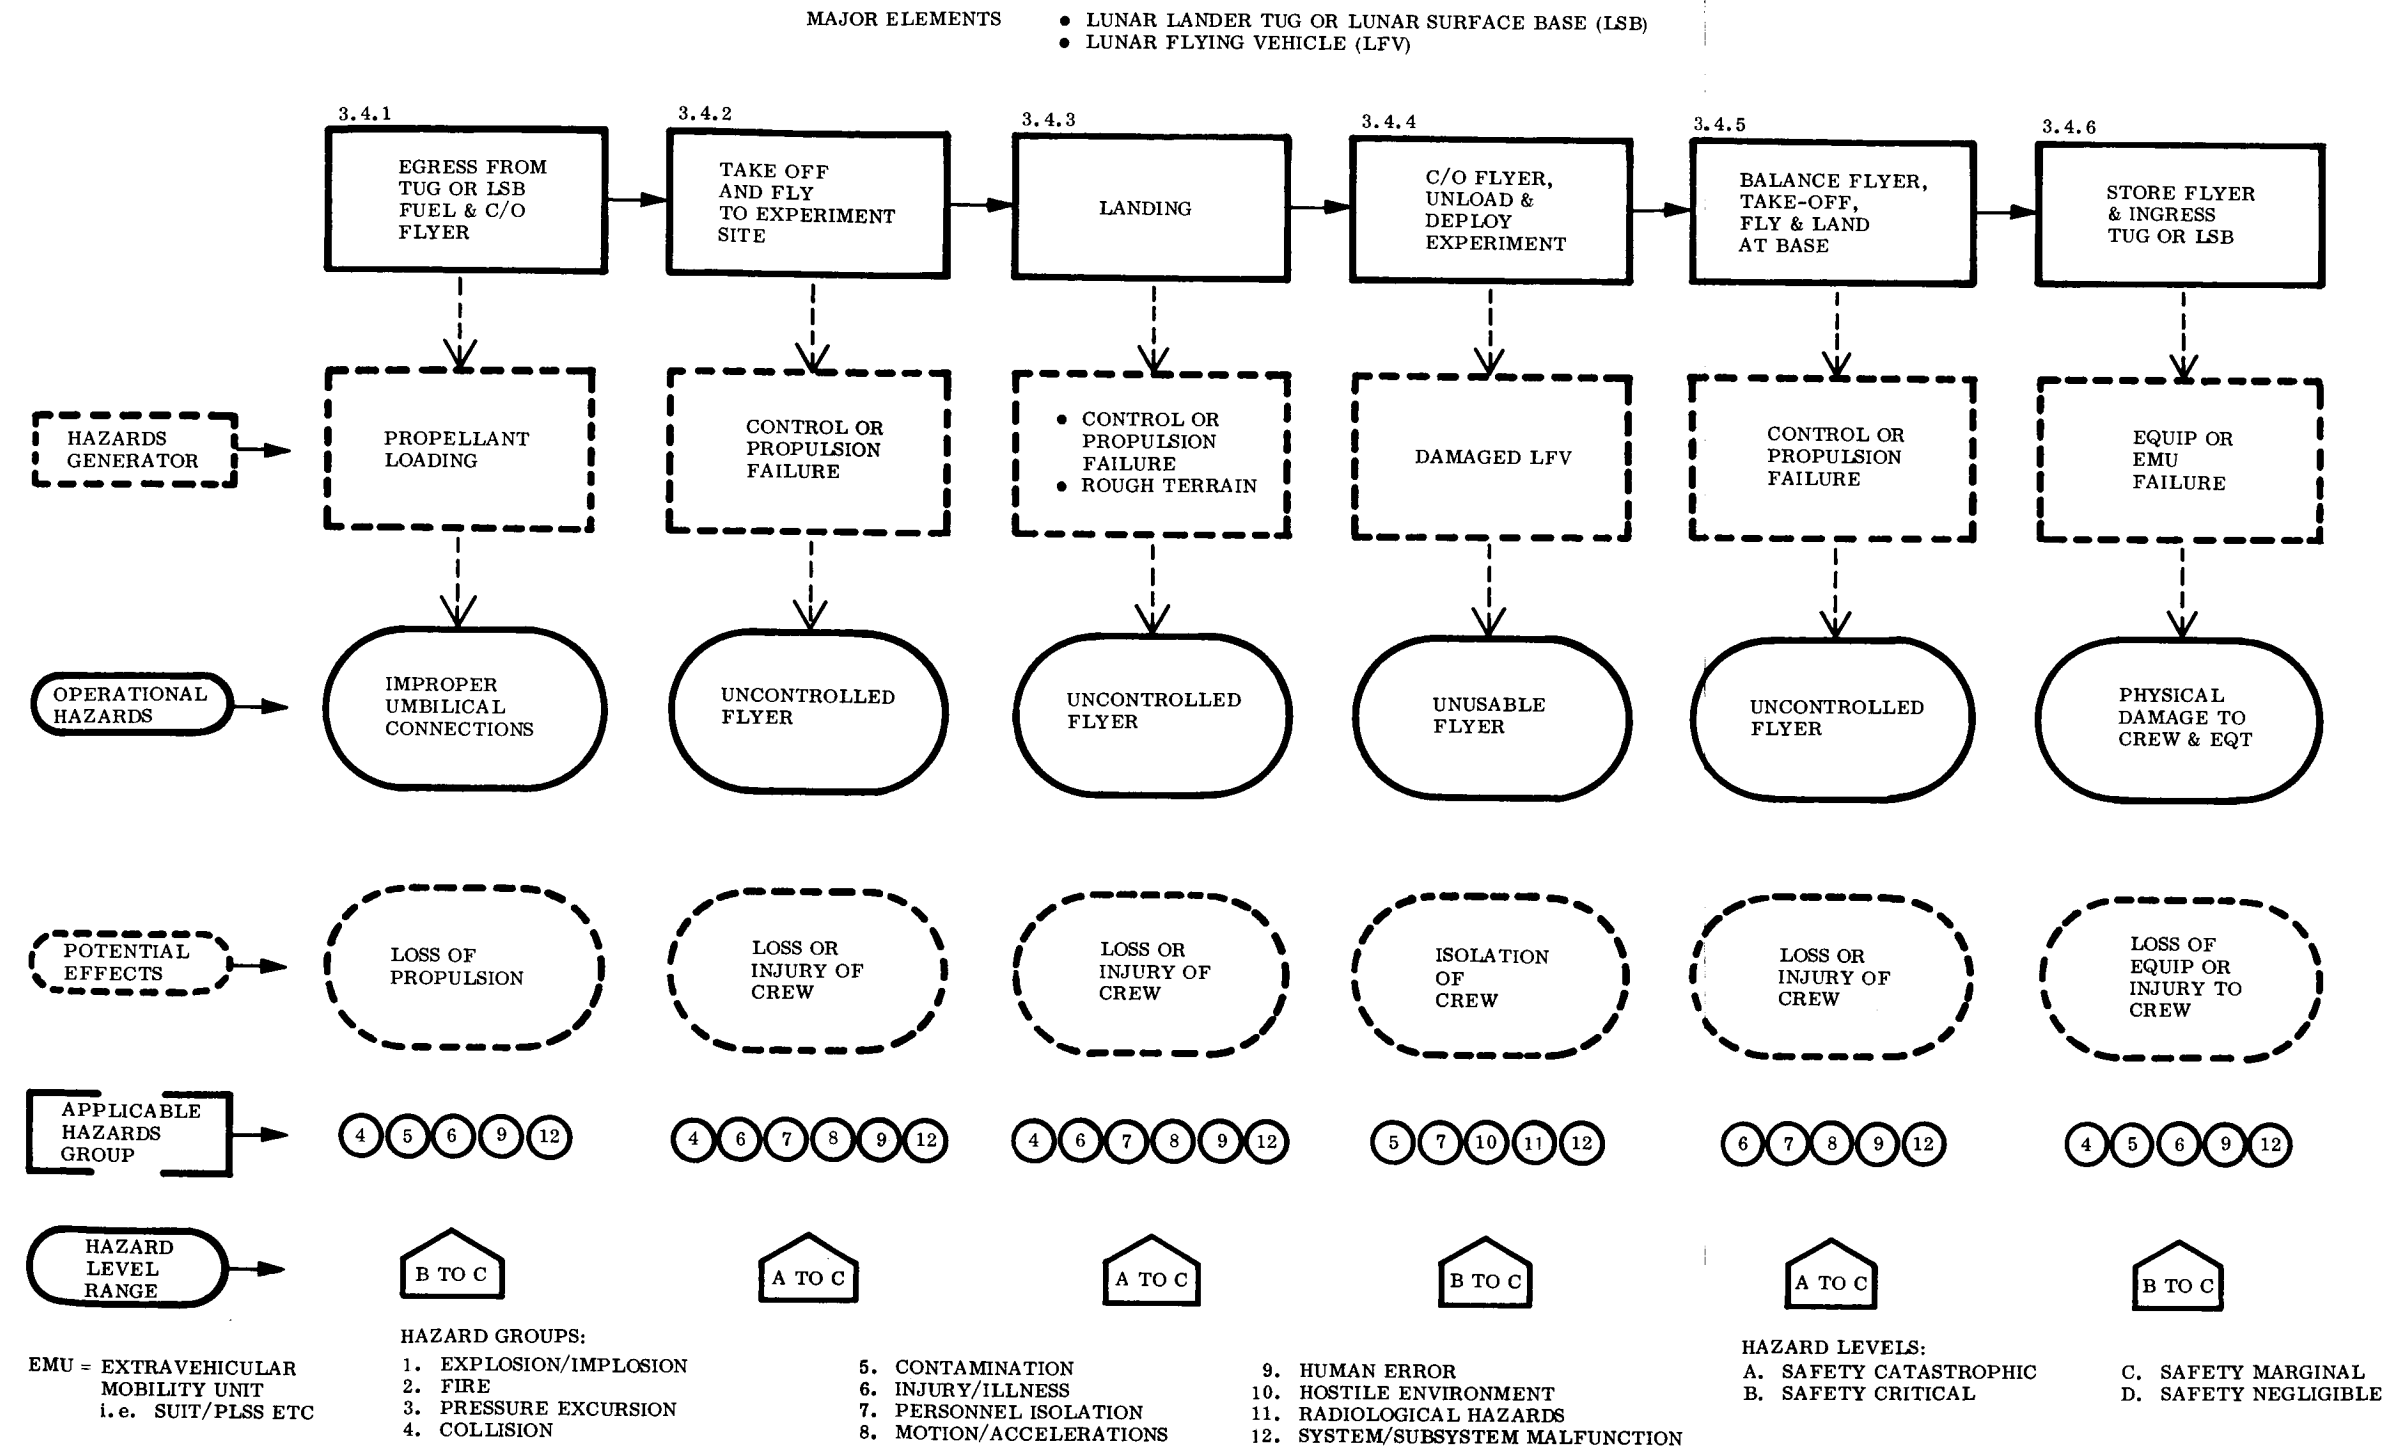 MAJOR ELEMENTS
● LUNAR LANDER TUG OR LUNAR SURFACE BASE (LSB)
● LUNAR FLYING VEHICLE (LFV)
3.4.1
EGRESS FROM
TUG OR LSB
FUEL & C/O
FLYER
3.4.2
TAKE OFF
AND FLY
TO EXPERIMENT
SITE
3.4.3
LANDING
3.4.4
C/O FLYER,
UNLOAD &
DEPLOY
EXPERIMENT
3.4.5
BALANCE FLYER,
TAKE-OFF,
FLY & LAND
AT BASE
3.4.6
STORE FLYER
& INGRESS
TUG OR LSB
HAZARDS
GENERATOR
PROPELLANT
LOADING
CONTROL OR
PROPULSION
FAILURE
● CONTROL OR
PROPULSION
FAILURE
● ROUGH TERRAIN
DAMAGED LFV
CONTROL OR
PROPULSION
FAILURE
EQUIP OR
EMU
FAILURE
OPERATIONAL
HAZARDS
IMPROPER
UMBILICAL
CONNECTIONS
UNCONTROLLED
FLYER
UNCONTROLLED
FLYER
UNUSABLE
FLYER
UNCONTROLLED
FLYER
PHYSICAL
DAMAGE TO
CREW & EQT
POTENTIAL
EFFECTS
LOSS OF
PROPULSION
LOSS OR
INJURY OF
CREW
LOSS OR
INJURY OF
CREW
ISOLATION
OF
CREW
LOSS OR
INJURY OF
CREW
LOSS OF
EQUIP OR
INJURY TO
CREW
APPLICABLE
HAZARDS
GROUP
4 5 6 9 12
4 6 7 8 9 12
4 6 7 8 9 12
5 7 10 11 12
6 7 8 9 12
4 5 6 9 12
HAZARD
LEVEL
RANGE
B TO C
A TO C
A TO C
B TO C
A TO C
B TO C
EMU = EXTRAVEHICULAR
MOBILITY UNIT
i.e. SUIT/PLSS ETC
HAZARD GROUPS:
1. EXPLOSION/IMPLOSION
2. FIRE
3. PRESSURE EXCURSION
4. COLLISION
5. CONTAMINATION
6. INJURY/ILLNESS
7. PERSONNEL ISOLATION
8. MOTION/ACCELERATIONS
9. HUMAN ERROR
10. HOSTILE ENVIRONMENT
11. RADIOLOGICAL HAZARDS
12. SYSTEM/SUBSYSTEM MALFUNCTION
HAZARD LEVELS:
A. SAFETY CATASTROPHIC
B. SAFETY CRITICAL
C. SAFETY MARGINAL
D. SAFETY NEGLIGIBLE